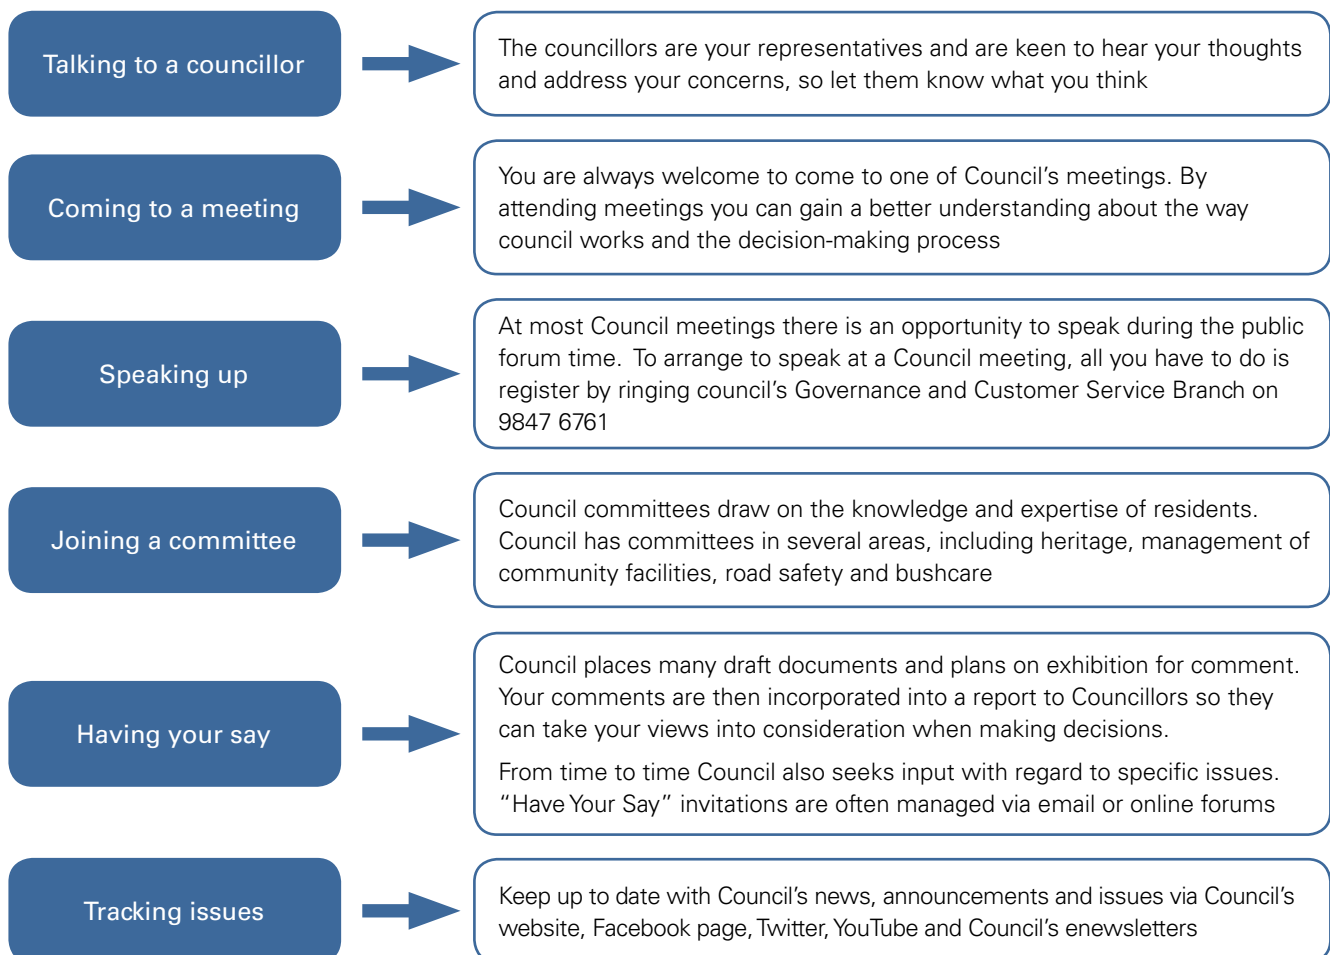 Talking to a councillor
The councillors are your representatives and are keen to hear your thoughts
and address your concerns, so let them know what you think
Coming to a meeting
You are always welcome to come to one of Council’s meetings. By
attending meetings you can gain a better understanding about the way
council works and the decision-making process
Speaking up
At most Council meetings there is an opportunity to speak during the public
forum time. To arrange to speak at a Council meeting, all you have to do is
register by ringing council’s Governance and Customer Service Branch on
9847 6761
Joining a committee
Council committees draw on the knowledge and expertise of residents.
Council has committees in several areas, including heritage, management of
community facilities, road safety and bushcare
Having your say
Council places many draft documents and plans on exhibition for comment.
Your comments are then incorporated into a report to Councillors so they
can take your views into consideration when making decisions.
From time to time Council also seeks input with regard to specific issues.
“Have Your Say” invitations are often managed via email or online forums
Tracking issues
Keep up to date with Council’s news, announcements and issues via Council’s
website, Facebook page, Twitter, YouTube and Council’s enewsletters